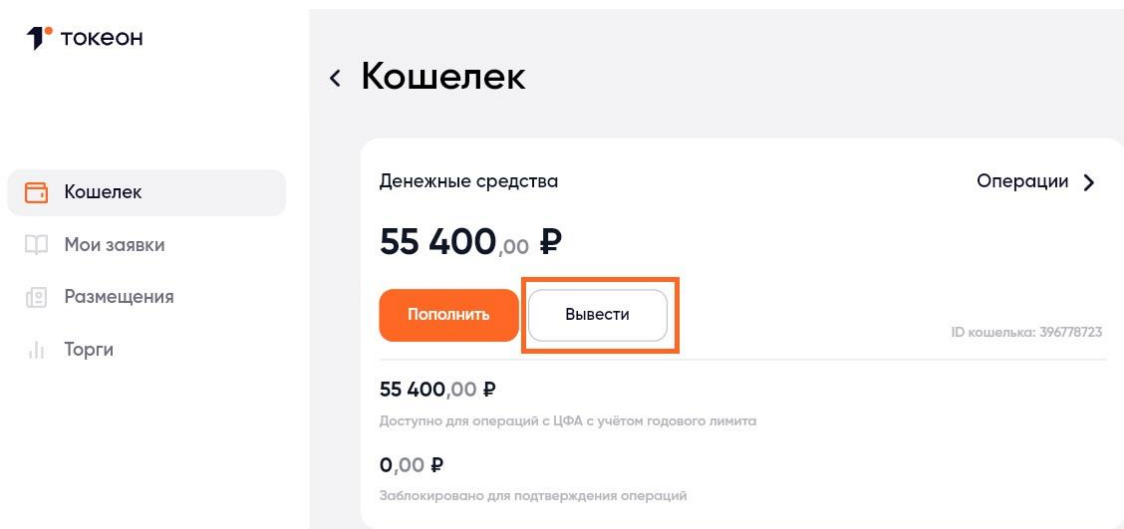 токеон
Кошелек
Кошелек
Мои заявки
Размещения
Торги
Денежные средства
Операции
55 400,00 ₽
Пополнить
Вывести
ID кошелька: 396778723
55 400,00 ₽
Доступно для операций с ЦФА с учётом годового лимита
0,00 ₽
Заблокировано для подтверждения операций